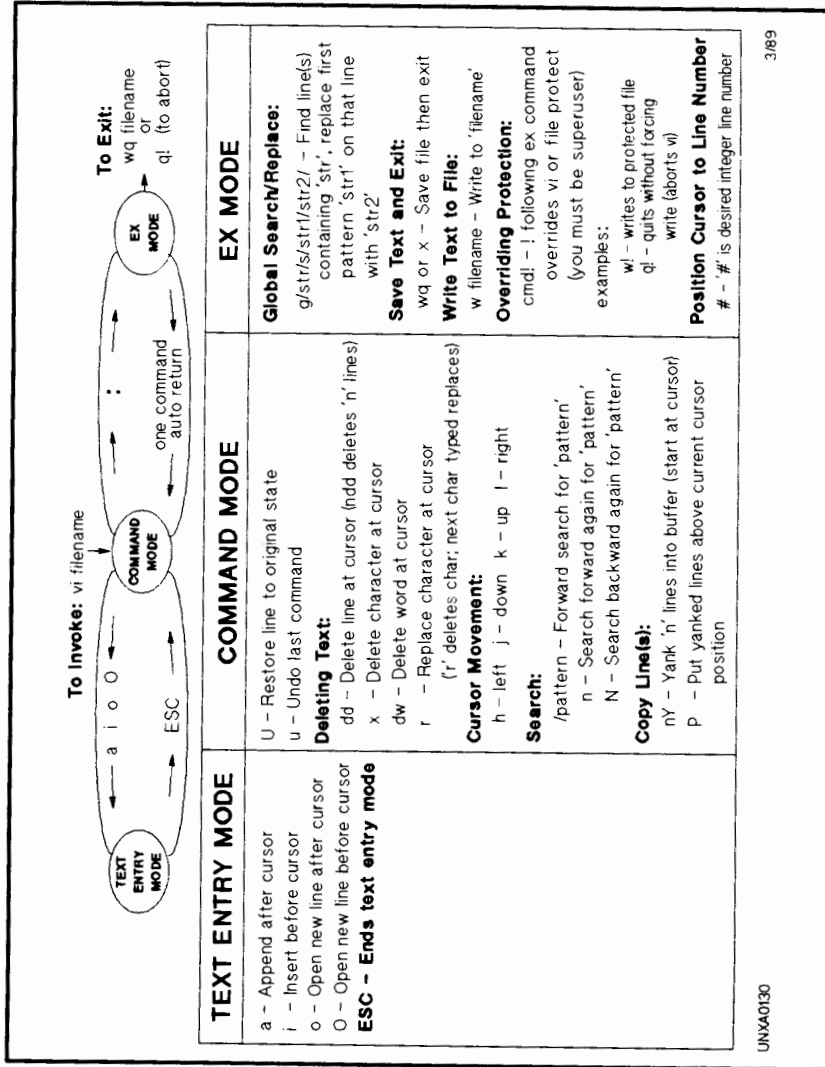 To Invoke: vi filename
To Exit:
wq filename
or
q! (to abort)
a i o O
:
TEXT
ENTRY
MODE
COMMAND
MODE
EX
MODE
ESC
one command
auto return
TEXT ENTRY MODE
a – Append after cursor
i – Insert before cursor
o – Open new line after cursor
O – Open new line before cursor
ESC – Ends text entry mode
COMMAND MODE
U – Restore line to original state
u – Undo last command
Deleting Text:
dd – Delete line at cursor (ndd deletes 'n' lines)
x – Delete character at cursor
dw – Delete word at cursor
r – Replace character at cursor
('r' deletes char; next char typed replaces)
Cursor Movement:
h – left j – down k – up l – right
Search:
/pattern – Forward search for 'pattern'
n – Search forward again for 'pattern'
N – Search backward again for 'pattern'
Copy Line(s):
nY – Yank 'n' lines into buffer (start at cursor)
P – Put yanked lines above current cursor
position
EX MODE
Global Search/Replace:
g/str/s/str1/str2/ – Find line(s)
containing 'str', replace first
pattern 'str1' on that line
with 'str2'
Save Text and Exit:
wq or x – Save file then exit
Write Text to File:
w filename – Write to 'filename'
Overriding Protection:
cmd! – ! following ex command
overrides vi or file protect
(you must be superuser)
examples:
w! – writes to protected file
q! – quits without forcing
write (aborts vi)
Position Cursor to Line Number
# – '#' is desired integer line number
UNXA0130
3/89